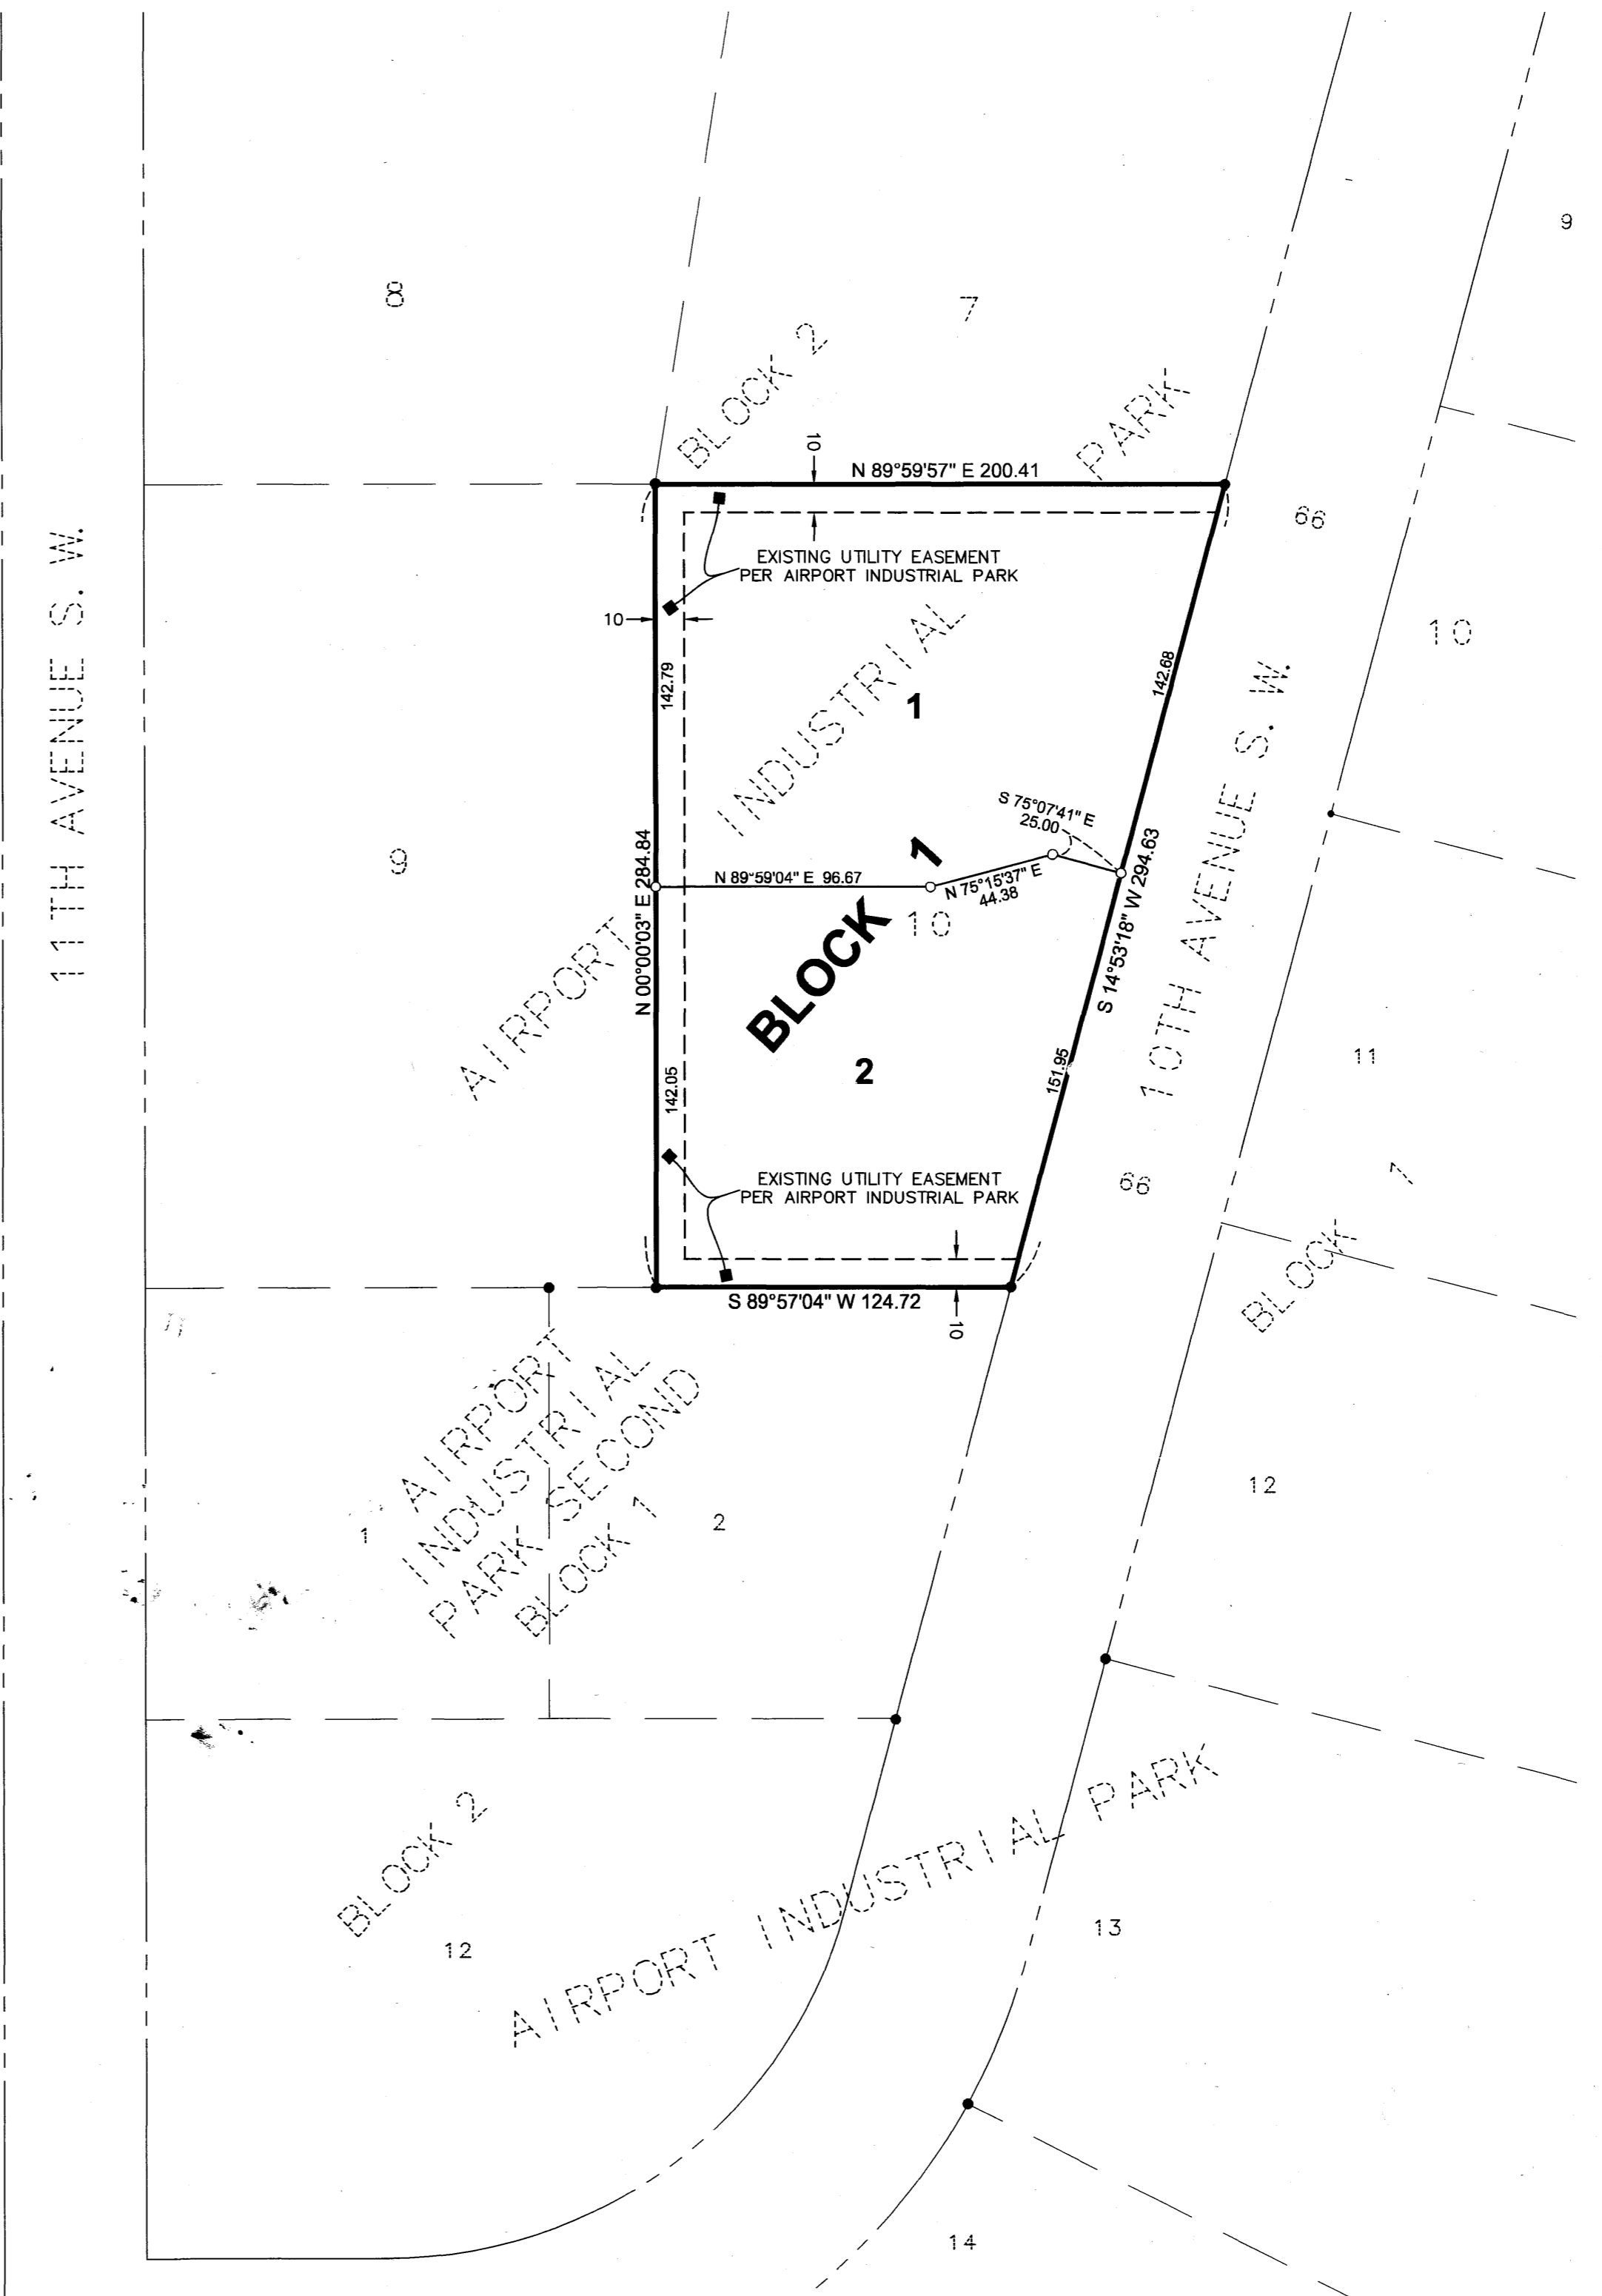 9
8
7
BLOCK 2
PARK
10
N 89°59'57" E 200.41
66
11TH AVENUE S. W.
EXISTING UTILITY EASEMENT
PER AIRPORT INDUSTRIAL PARK
10
10
INDUSTRIAL
142.79
142.68
1
S 75°07'41" E
25.00
9
N 00°00'03" E 284.84
N 89°59'04" E 96.67
N 75°15'37" E
44.38
S 14°53'18" W 294.63
10TH AVENUE S. W.
BLOCK 1
10
AIRPORT
2
142.05
151.95
11
EXISTING UTILITY EASEMENT
PER AIRPORT INDUSTRIAL PARK
66
BLOCK 1
S 89°57'04" W 124.72
10
11
AIRPORT
INDUSTRIAL
PARK SECOND
BLOCK 1
1
2
12
BLOCK 2
12
AIRPORT INDUSTRIAL PARK
13
14